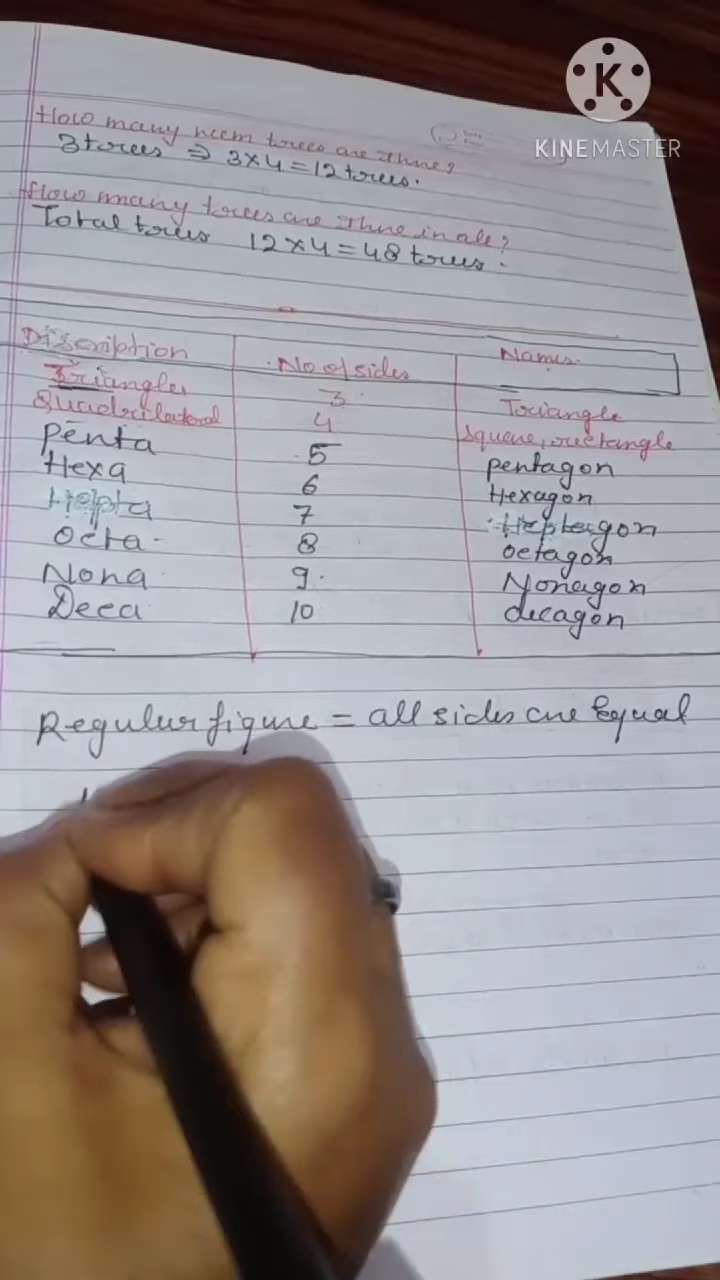 KINEMASTER
How many neem trees are there?
3 trees ⇒ 3×4=12 trees.
How many trees are there in all?
Total trees 12×4=48 trees.
Discription No of sides Names
Triangles 3 Triangle
Quadrilateral 4 Square, rectangle
Penta 5 pentagon
Hexa 6 Hexagon
Hepta 7 Heptagon
Octa 8 octagon
Nona 9 Nonagon
Deca 10 decagon
Regular figure = all sides are Equal